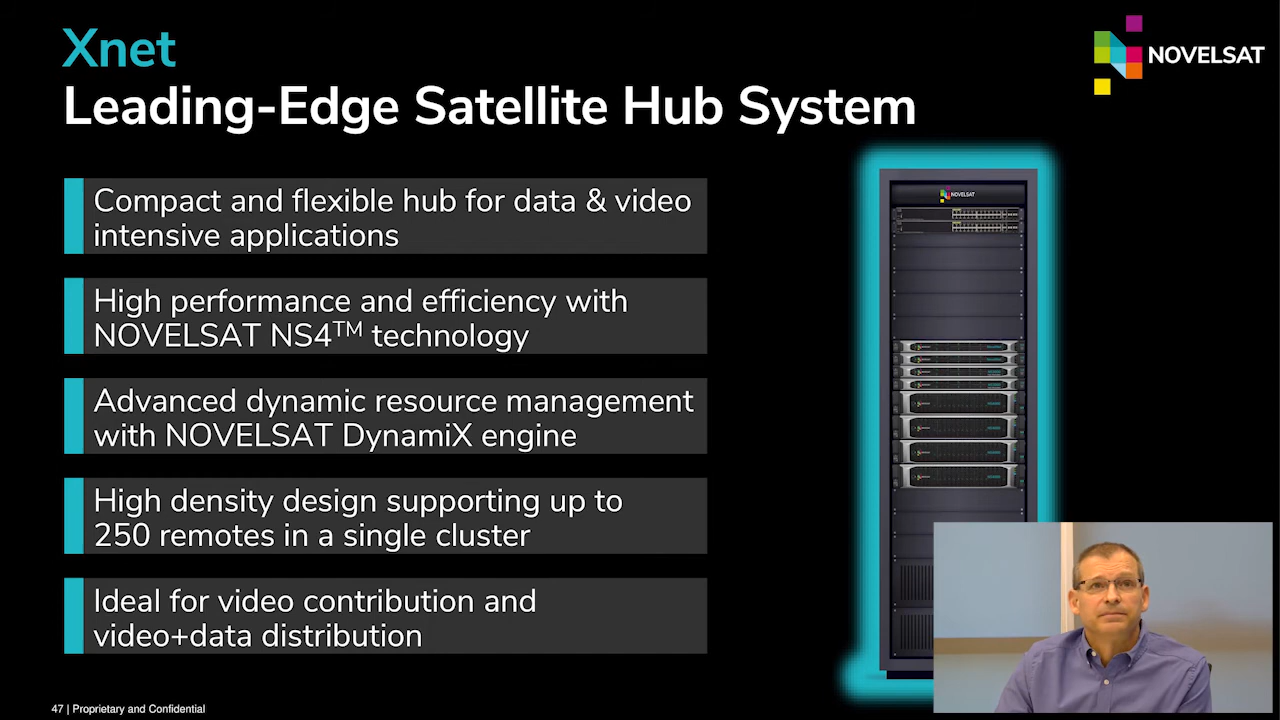 Xnet
NOVELSAT
Leading-Edge Satellite Hub System
Compact and flexible hub for data & video
intensive applications
High performance and efficiency with
NOVELSAT NS4™ technology
Advanced dynamic resource management
with NOVELSAT DynamiX engine
High density design supporting up to
250 remotes in a single cluster
Ideal for video contribution and
video+data distribution
NOVELSAT
47 | Proprietary and Confidential